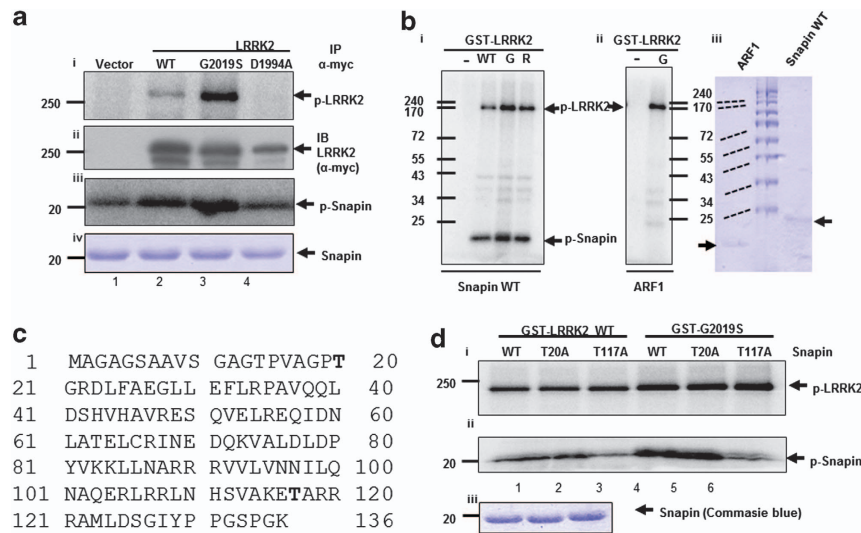 a
LRRK2
IP
Vector WT G2019S D1994A α-myc
i
250
p-LRRK2
ii
250
IB
LRRK2
(α-myc)
iii
20
p-Snapin
iv
20
Snapin
1 2 3 4
b
i
GST-LRRK2
- WT G R
240
170
72
55
43
34
25
p-LRRK2
p-Snapin
Snapin WT
ii
GST-LRRK2
- G
240
170
72
55
43
34
25
ARF1
iii
ARF1
Snapin WT
c
1 MAGAGSAAVS GAGTPVAGPT 20
21 GRDLFAEGLL EFLRPAVQQL 40
41 DSHVHAVRES QVELREQIDN 60
61 LATELCRINE DQKVALDLDP 80
81 YVKKLLNARR RVVLVNNILQ 100
101 NAQERLRRLN HSVAKETARR 120
121 RAMLDSGIYP PGSPGK 136
d
GST-LRRK2 WT GST-G2019S
i
WT T20A T117A WT T20A T117A Snapin
250
p-LRRK2
ii
20
p-Snapin
1 2 3 4 5 6
iii
20
Snapin (Commasie blue)